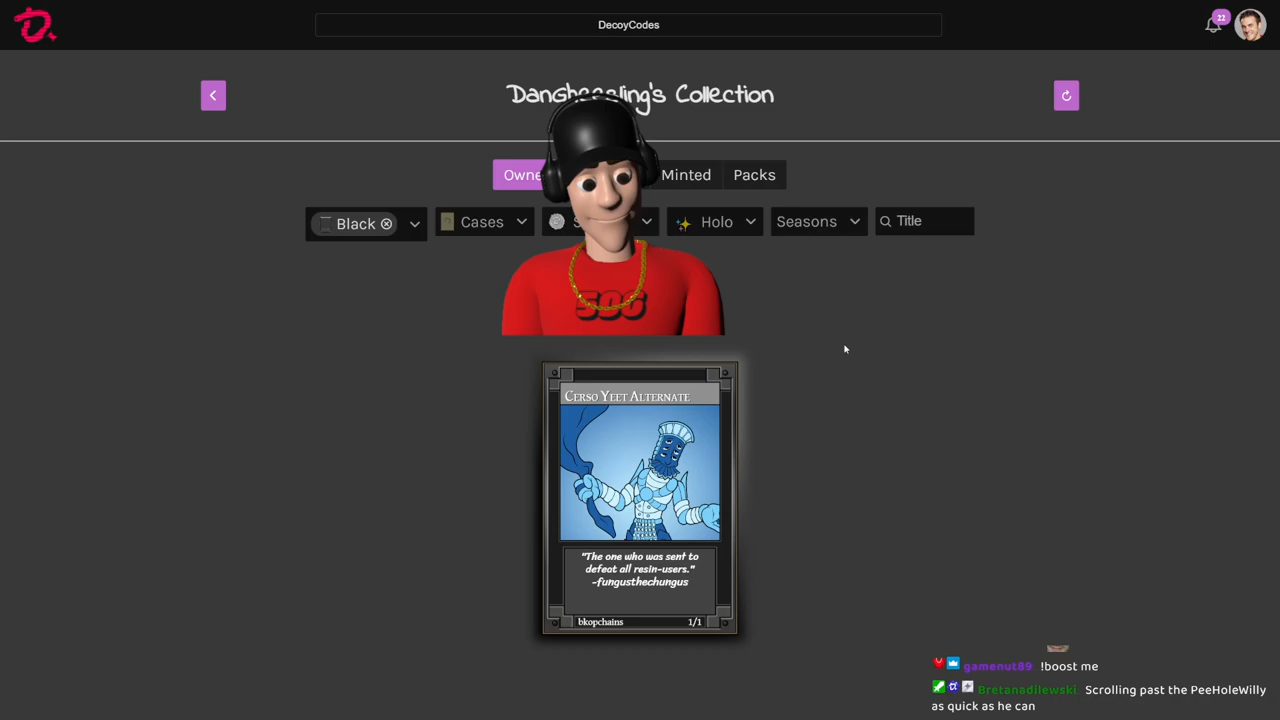 DecoyCodes
22
Collection
Minted
Packs
Black
Cases
Holo
Seasons
Title
506
CERSO YEET ALTERNATE
"The one who was sent to
defeat all resin-users."
-fungusthechungus
bkopchains 1/1
gamenut89 !boost me
Bretanadilewski: Scrolling past the PeeHoleWilly
as quick as he can